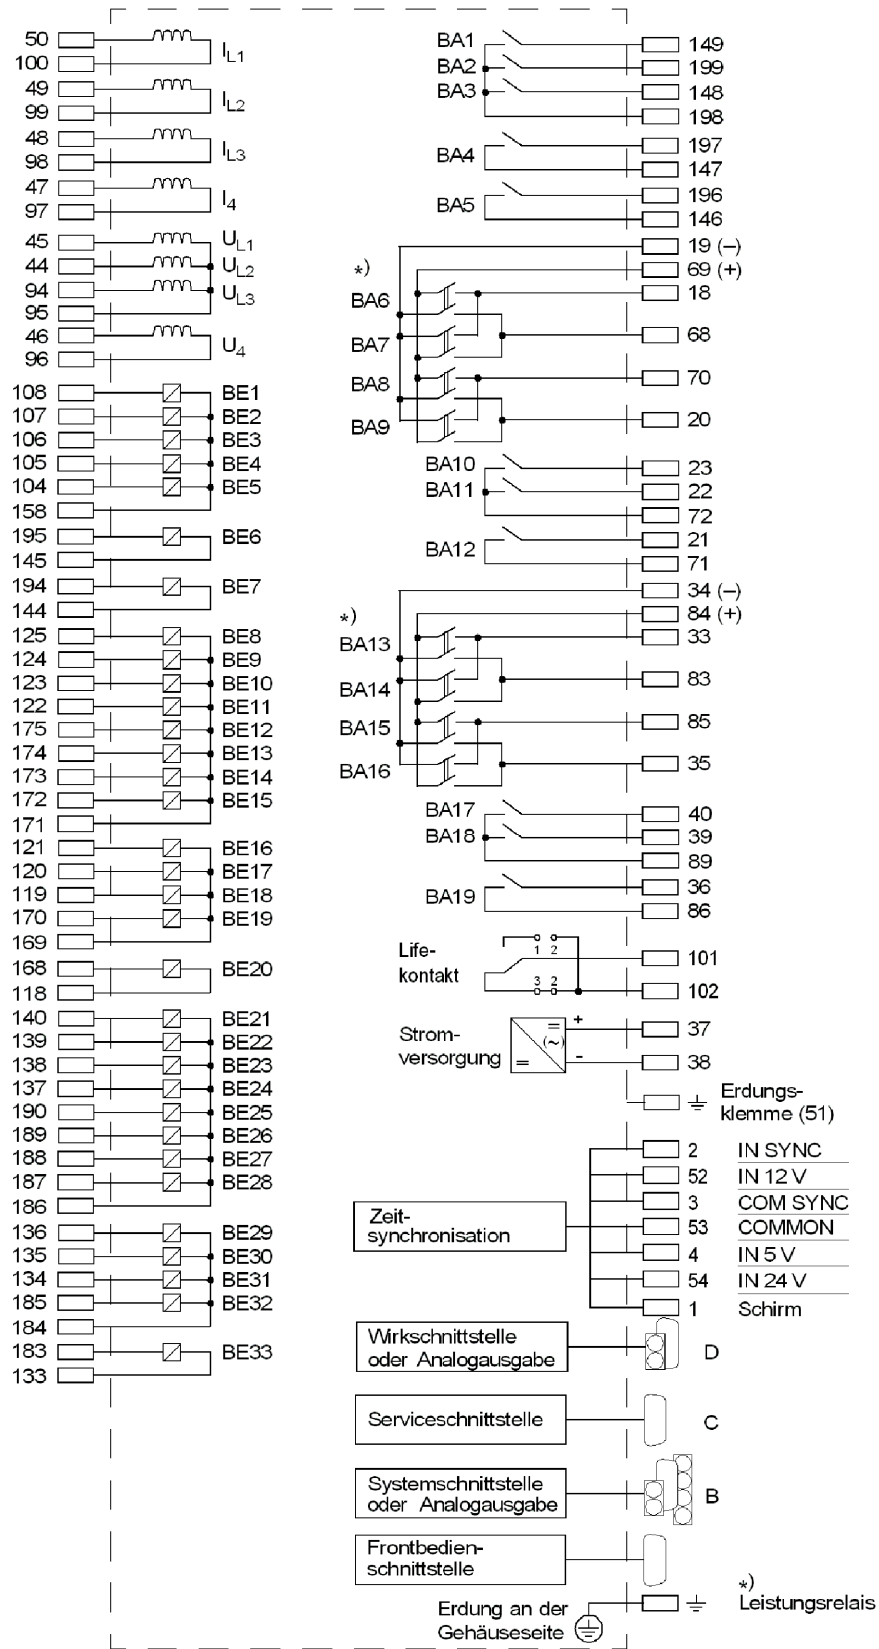 50
100
I L1
49
99
I L2
48
98
I L3
47
97
I 4
45
U L1
44
U L2
94
U L3
95
46
96
U 4
108
BE1
107
BE2
106
BE3
105
BE4
104
BE5
158
195
BE6
145
194
BE7
144
125
BE8
124
BE9
123
BE10
122
BE11
175
BE12
174
BE13
173
BE14
172
BE15
171
121
BE16
120
BE17
119
BE18
170
BE19
169
168
BE20
118
140
BE21
139
BE22
138
BE23
137
BE24
190
BE25
189
BE26
188
BE27
187
BE28
186
136
BE29
135
BE30
134
BE31
185
BE32
184
183
BE33
133
BA1
149
BA2
199
BA3
148
198
BA4
197
147
BA5
196
146
19 (–)
*)
69 (+)
BA6
18
BA7
68
BA8
70
BA9
20
BA10
23
BA11
22
72
BA12
21
71
34 (–)
*)
84 (+)
BA13
33
BA14
83
BA15
85
BA16
35
BA17
40
BA18
39
89
BA19
36
86
Life-
kontakt
1 2
3 2
101
102
Strom-
versorgung
= (~)
=
+
-
37
38
Erdungs-
klemme (51)
Zeit-
synchronisation
2 IN SYNC
52 IN 12 V
3 COM SYNC
53 COMMON
4 IN 5 V
54 IN 24 V
1 Schirm
Wirkschnittstelle
oder Analogausgabe
D
Serviceschnittstelle
C
Systemschnittstelle
oder Analogausgabe
B
Frontbedien-
schnittstelle
Erdung an der
Gehäuseseite
*)
Leistungsrelais